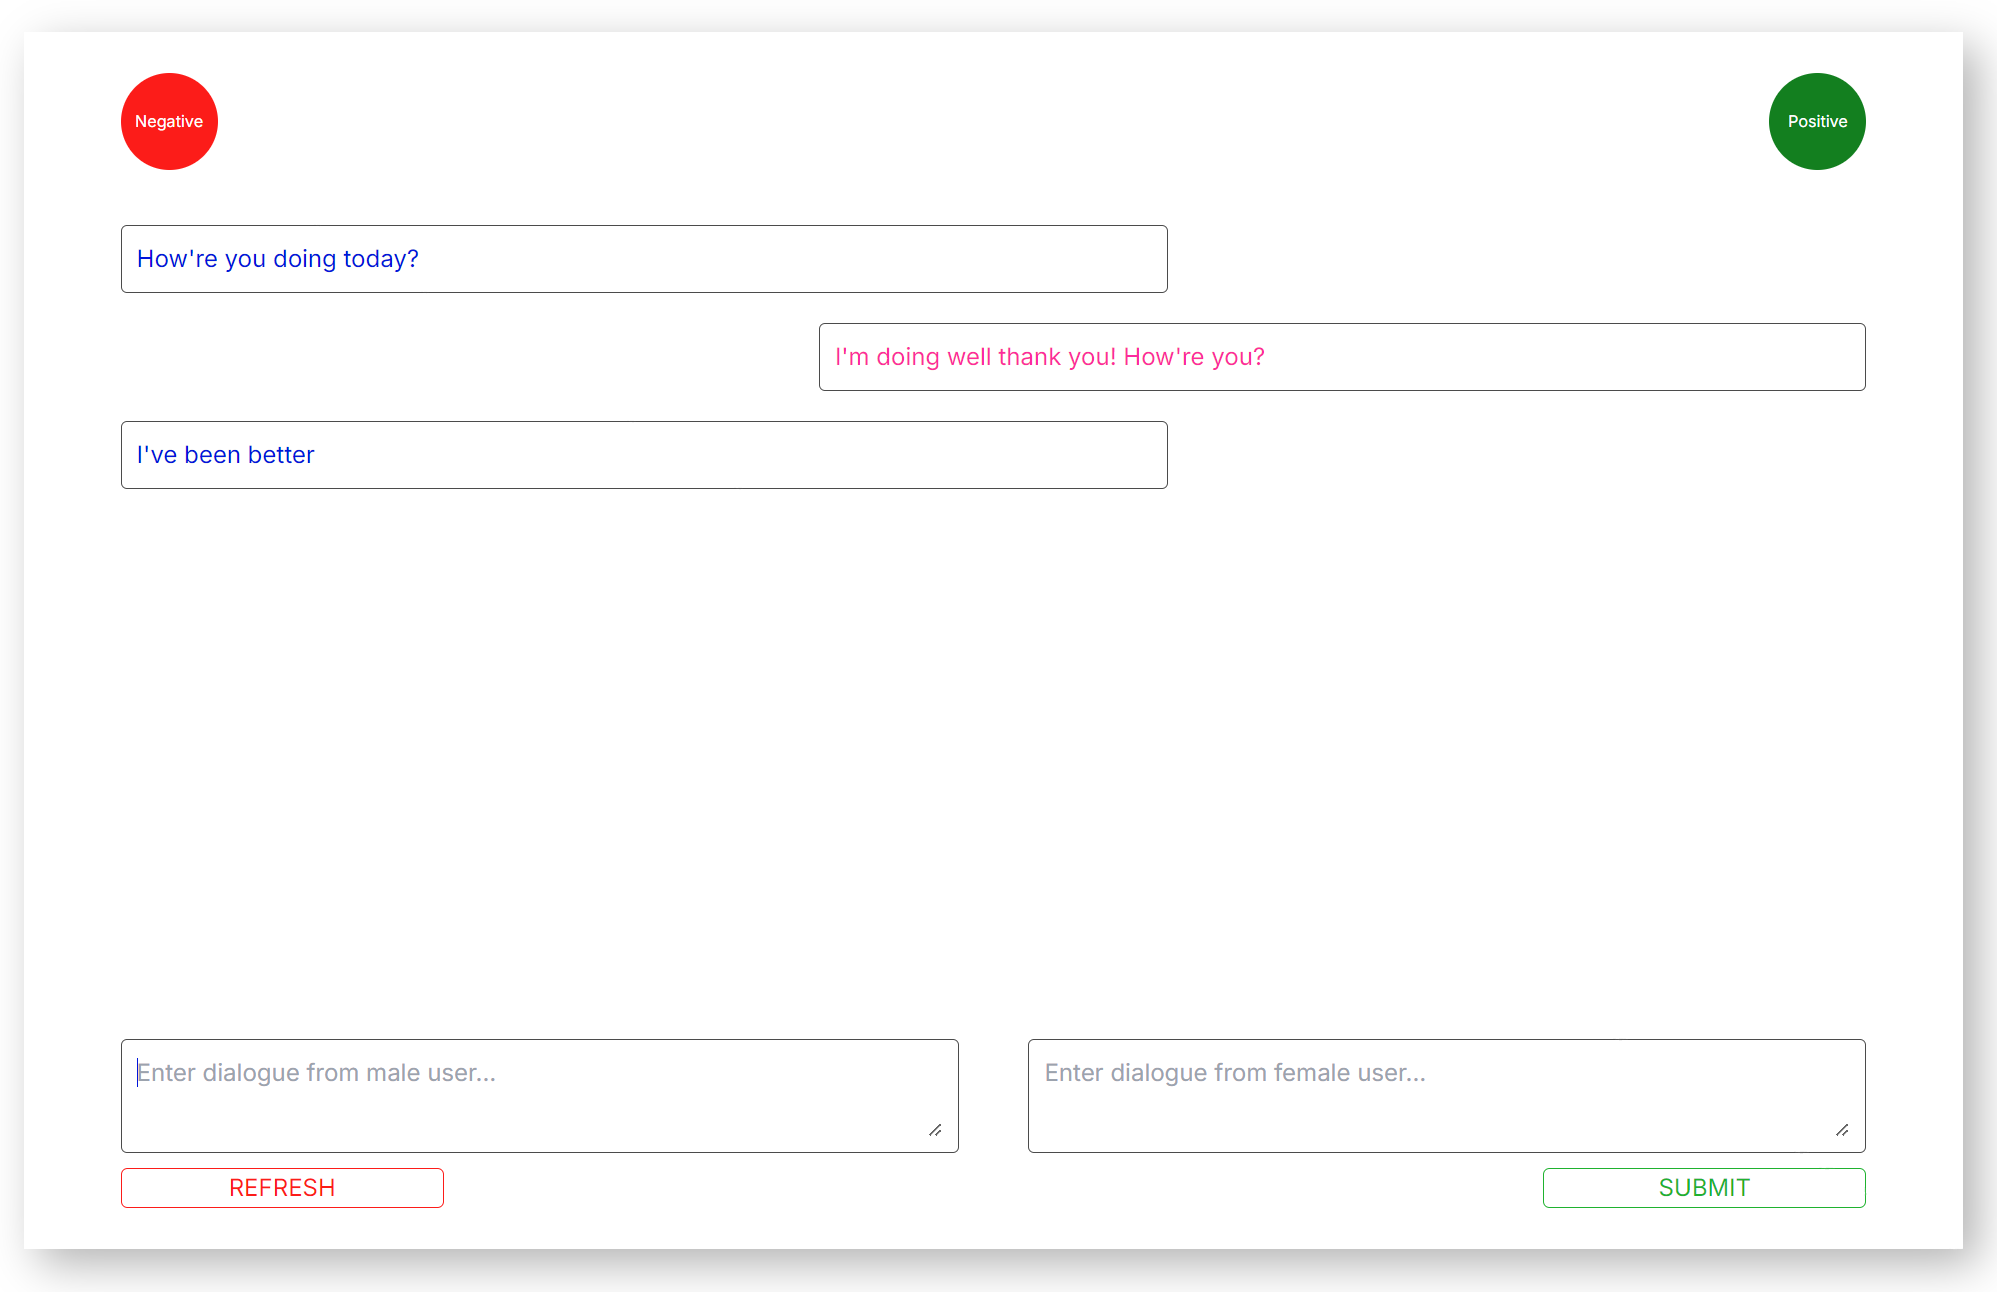 Negative
Positive
How're you doing today?
I'm doing well thank you! How're you?
I've been better
Enter dialogue from male user...
Enter dialogue from female user...
REFRESH
SUBMIT